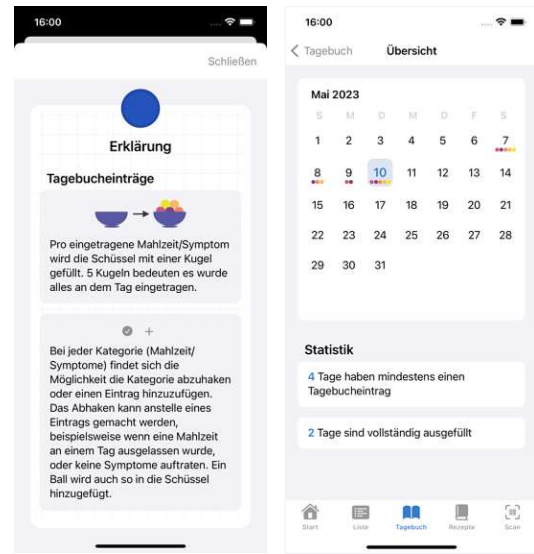 16:00
Schließen
Erklärung
Tagebucheinträge
Pro eingetragene Mahlzeit/Symptom
wird die Schüssel mit einer Kugel
gefüllt. 5 Kugeln bedeuten es wurde
alles an dem Tag eingetragen.
Bei jeder Kategorie (Mahlzeit/
Symptome) findet sich die
Möglichkeit die Kategorie abzuhaken
oder einen Eintrag hinzuzufügen.
Das Abhaken kann anstelle eines
Eintrags gemacht werden,
beispielsweise wenn eine Mahlzeit
an einem Tag ausgelassen wurde,
oder keine Symptome auftraten. Ein
Ball wird auch so in die Schüssel
hinzugefügt.
16:00
Tagebuch Übersicht
Mai 2023
S M D M D F S
1 2 3 4 5 6 7
8 9 10 11 12 13 14
15 16 17 18 19 20 21
22 23 24 25 26 27 28
29 30 31
Statistik
4 Tage haben mindestens einen
Tagebucheintrag
2 Tage sind vollständig ausgefüllt
Start Liste Tagebuch Rezepte Scan